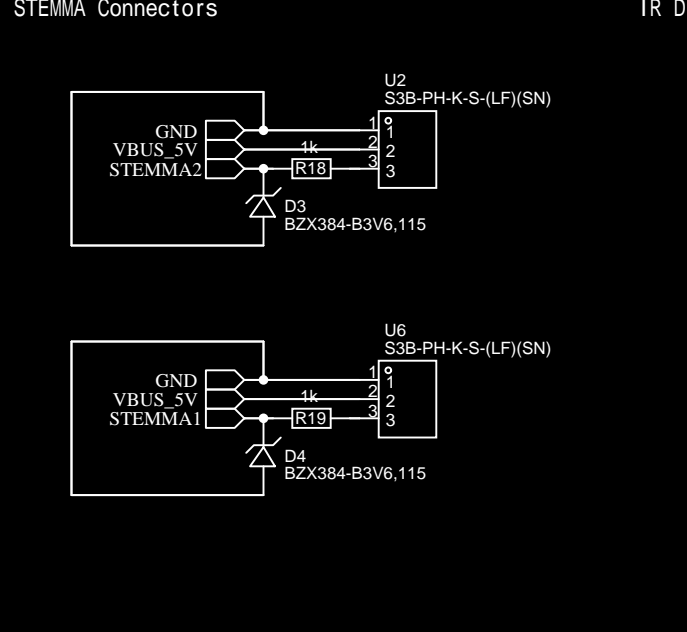 STEMMA Connectors
IR D
U2
S3B-PH-K-S-(LF)(SN)
GND 1 1
VBUS_5V 1k 2 2
STEMMA2 R18 3 3
D3
BZX384-B3V6,115
U6
S3B-PH-K-S-(LF)(SN)
GND 1 1
VBUS_5V 1k 2 2
STEMMA1 R19 3 3
D4
BZX384-B3V6,115